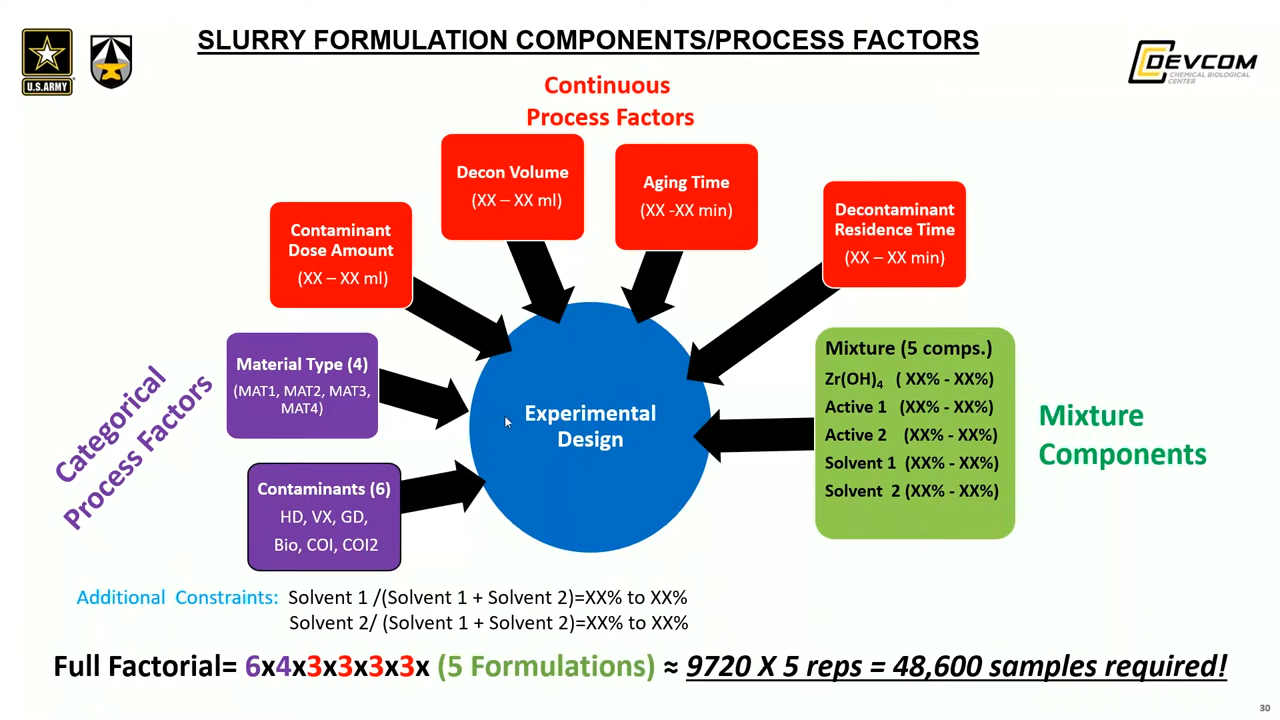 SLURRY FORMULATION COMPONENTS/PROCESS FACTORS
U.S.ARMY
DEVCOM
CHEMICAL BIOLOGICAL
CENTER
Continuous
Process Factors
Decon Volume
(XX – XX ml)
Aging Time
(XX -XX min)
Contaminant
Dose Amount
(XX – XX ml)
Decontaminant
Residence Time
(XX – XX min)
Material Type (4)
(MAT1, MAT2, MAT3,
MAT4)
Categorical
Process Factors
Contaminants (6)
HD, VX, GD,
Bio, COI, COI2
Experimental
Design
Mixture (5 comps.)
Zr(OH)₄ ( XX% - XX%)
Active 1 (XX% - XX%)
Active 2 (XX% - XX%)
Solvent 1 (XX% - XX%)
Solvent 2 (XX% - XX%)
Mixture
Components
Additional Constraints: Solvent 1 /(Solvent 1 + Solvent 2)=XX% to XX%
Solvent 2/ (Solvent 1 + Solvent 2)=XX% to XX%
Full Factorial= 6x4x3x3x3x3x (5 Formulations) ≈ 9720 X 5 reps = 48,600 samples required!
30